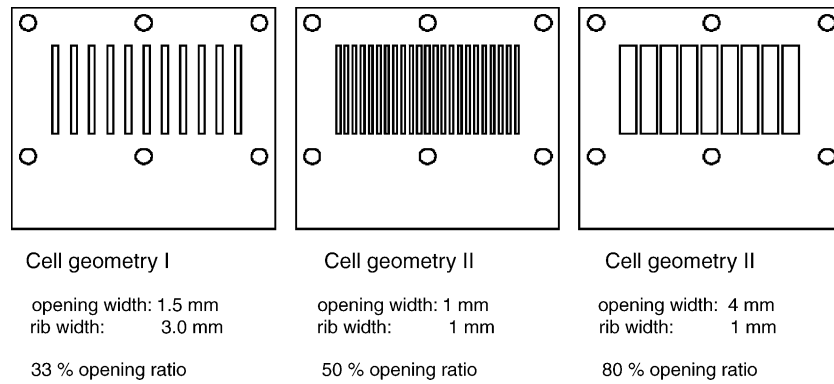 Cell geometry I
opening width: 1.5 mm
rib width: 3.0 mm
33 % opening ratio
Cell geometry II
opening width: 1 mm
rib width: 1 mm
50 % opening ratio
Cell geometry II
opening width: 4 mm
rib width: 1 mm
80 % opening ratio